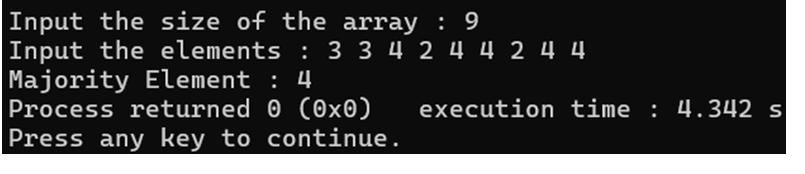 Input the size of the array : 9
Input the elements : 3 3 4 2 4 4 2 4 4
Majority Element : 4
Process returned 0 (0x0)   execution time : 4.342 s
Press any key to continue.